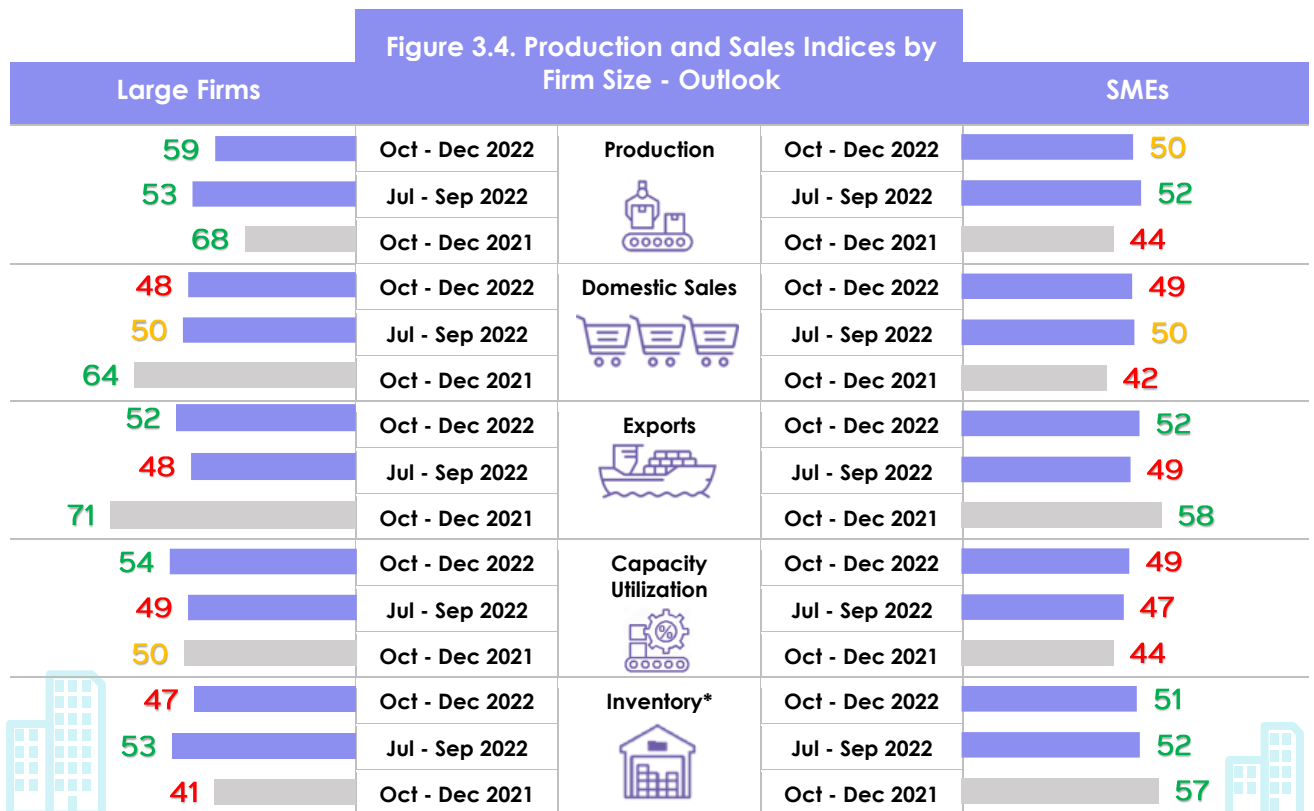 Figure 3.4. Production and Sales Indices by
Firm Size - Outlook
Large Firms
SMEs
59 Oct - Dec 2022 Production Oct - Dec 2022 50
53 Jul - Sep 2022 Jul - Sep 2022 52
68 Oct - Dec 2021 Oct - Dec 2021 44
48 Oct - Dec 2022 Domestic Sales Oct - Dec 2022 49
50 Jul - Sep 2022 Jul - Sep 2022 50
64 Oct - Dec 2021 Oct - Dec 2021 42
52 Oct - Dec 2022 Exports Oct - Dec 2022 52
48 Jul - Sep 2022 Jul - Sep 2022 49
71 Oct - Dec 2021 Oct - Dec 2021 58
54 Oct - Dec 2022 Capacity Oct - Dec 2022 49
Utilization
%
49 Jul - Sep 2022 Jul - Sep 2022 47
50 Oct - Dec 2021 Oct - Dec 2021 44
47 Oct - Dec 2022 Inventory* Oct - Dec 2022 51
53 Jul - Sep 2022 Jul - Sep 2022 52
41 Oct - Dec 2021 Oct - Dec 2021 57